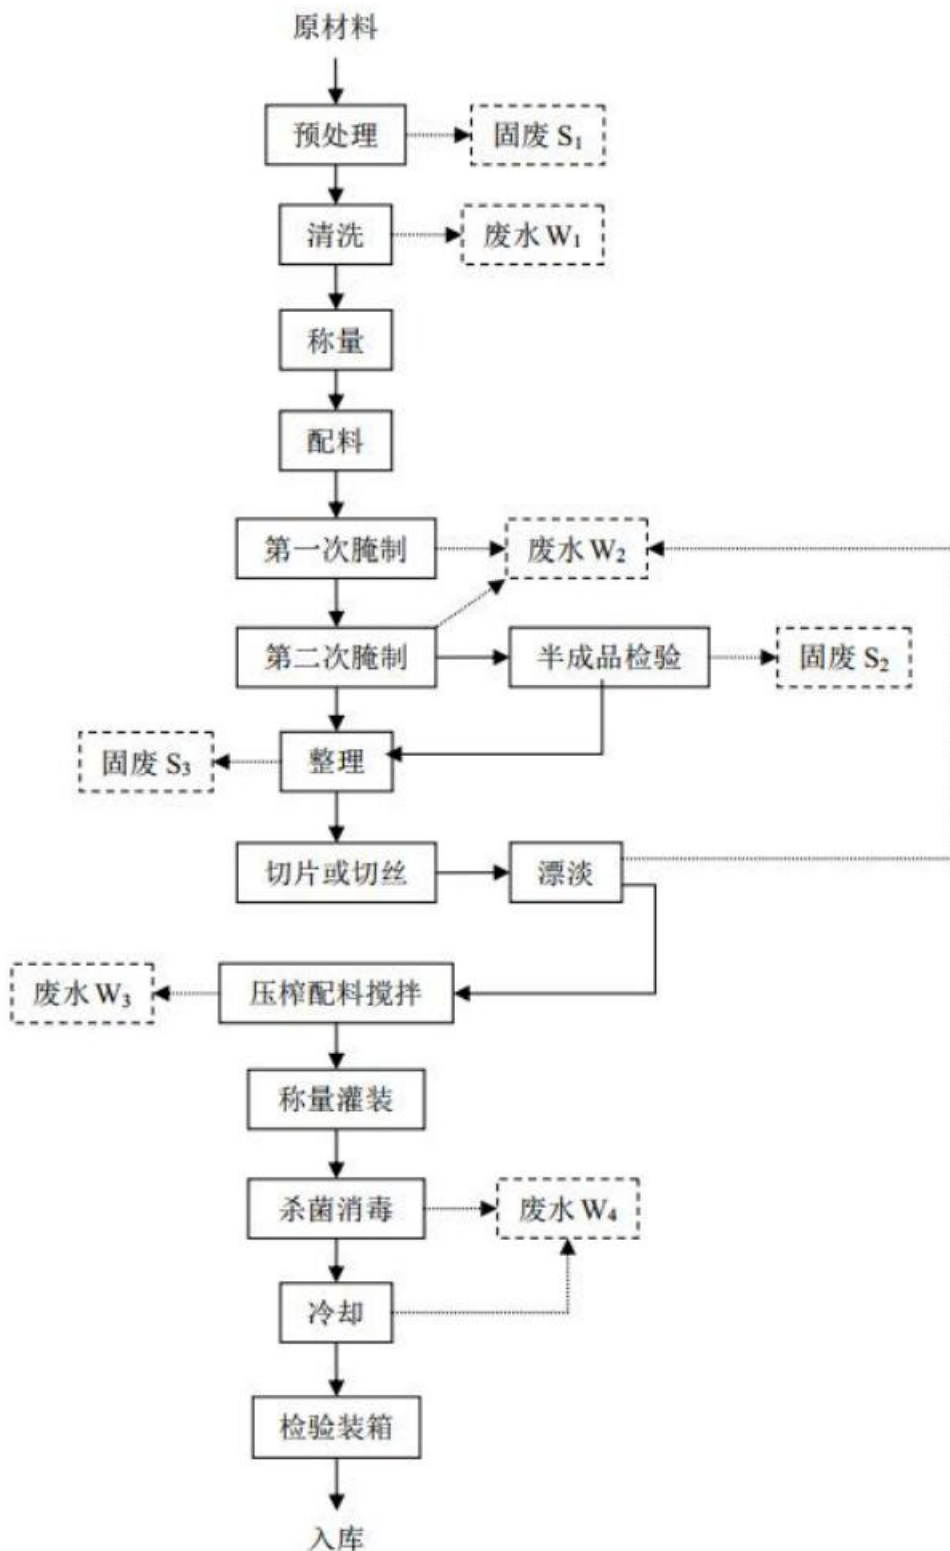 原材料
预处理
固废 S₁
清洗
废水 W₁
称量
配料
第一次腌制
废水 W₂
第二次腌制
半成品检验
固废 S₂
固废 S₃
整理
切片或切丝
漂淡
废水 W₃
压榨配料搅拌
称量灌装
杀菌消毒
废水 W₄
冷却
检验装箱
入库